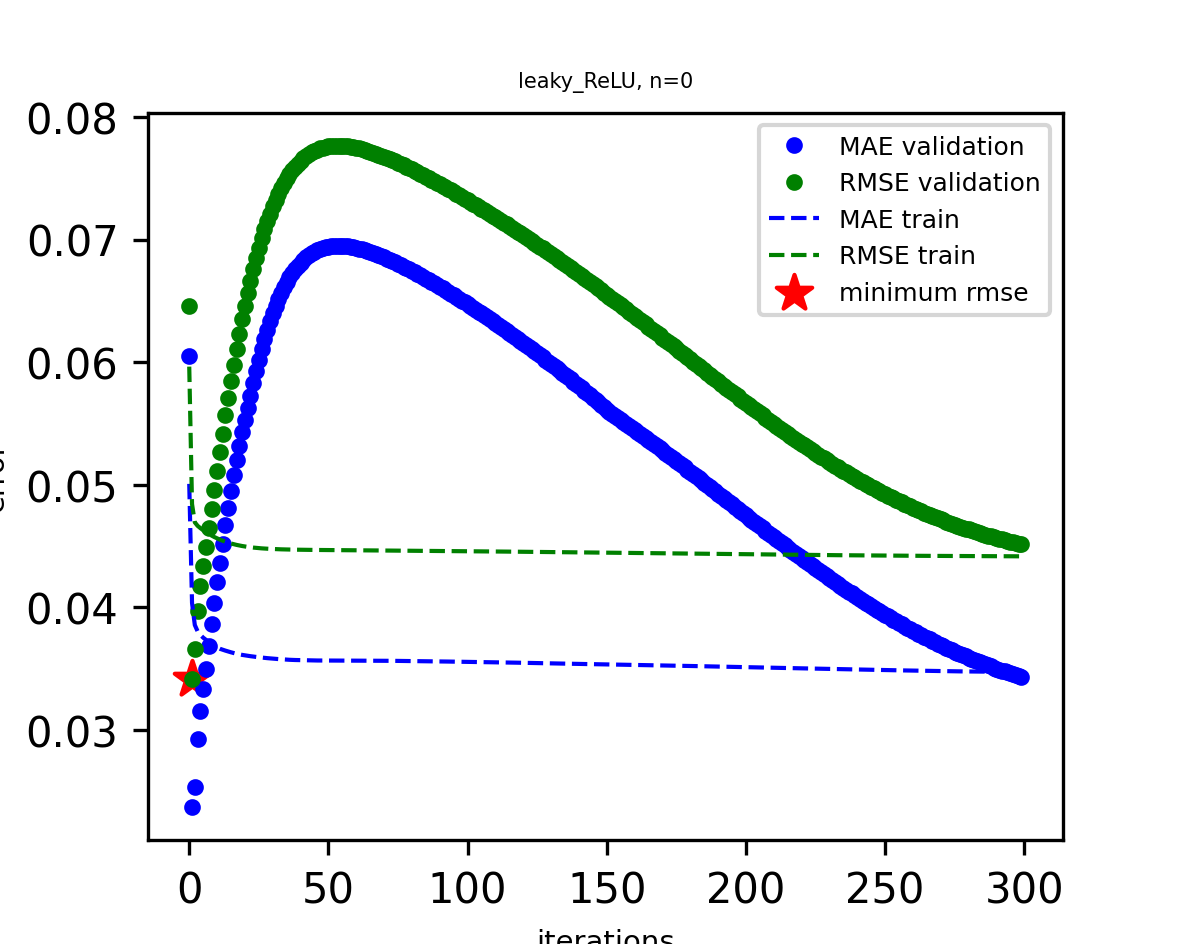 leaky_ReLU, n=0
0.08
0.07
0.06
0.05
0.04
0.03
MAE validation
RMSE validation
MAE train
RMSE train
minimum rmse
0 50 100 150 200 250 300
iterations